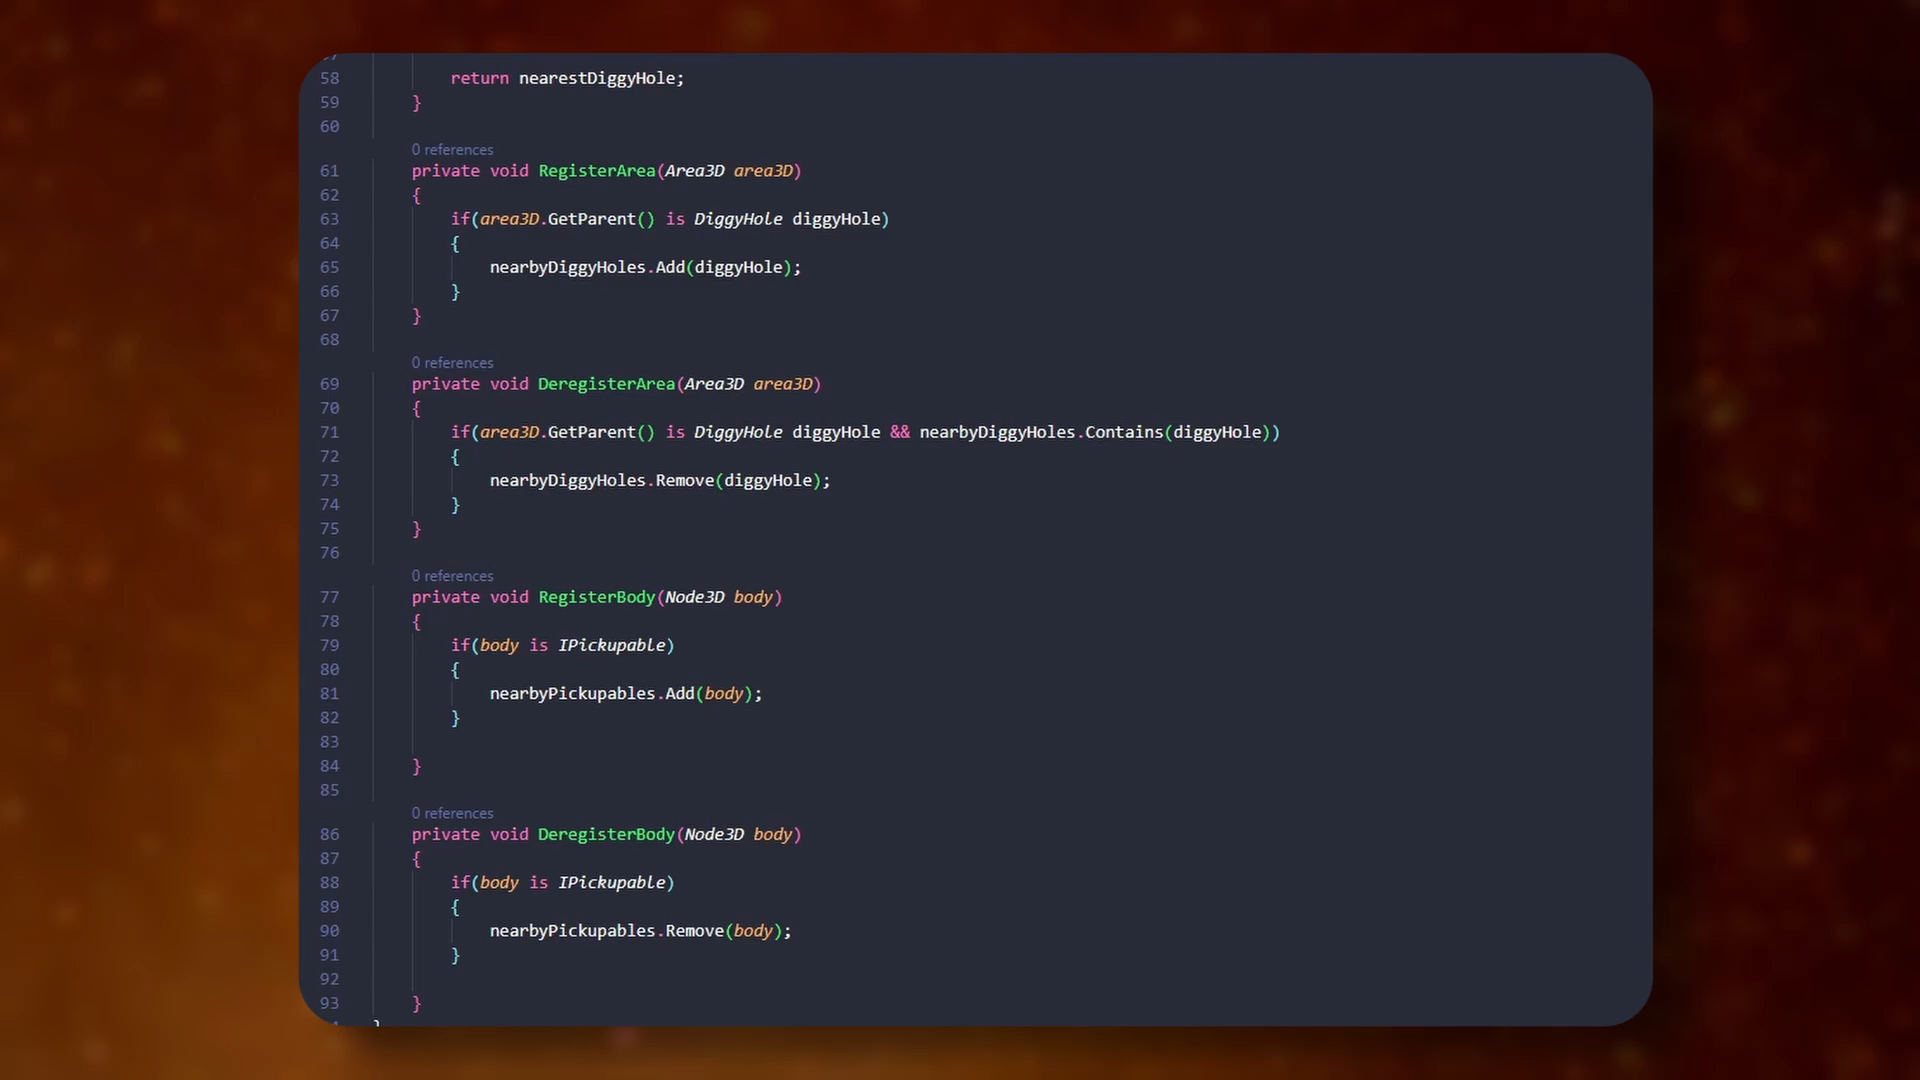 58 return nearestDiggyHole;
59 }
60
0 references
61 private void RegisterArea(Area3D area3D)
62 {
63 if(area3D.GetParent() is DiggyHole diggyHole)
64 {
65 nearbyDiggyHoles.Add(diggyHole);
66 }
67 }
68
0 references
69 private void DeregisterArea(Area3D area3D)
70 {
71 if(area3D.GetParent() is DiggyHole diggyHole && nearbyDiggyHoles.Contains(diggyHole))
72 {
73 nearbyDiggyHoles.Remove(diggyHole);
74 }
75 }
76
0 references
77 private void RegisterBody(Node3D body)
78 {
79 if(body is IPickupable)
80 {
81 nearbyPickupables.Add(body);
82 }
83
84 }
85
0 references
86 private void DeregisterBody(Node3D body)
87 {
88 if(body is IPickupable)
89 {
90 nearbyPickupables.Remove(body);
91 }
92
93 }